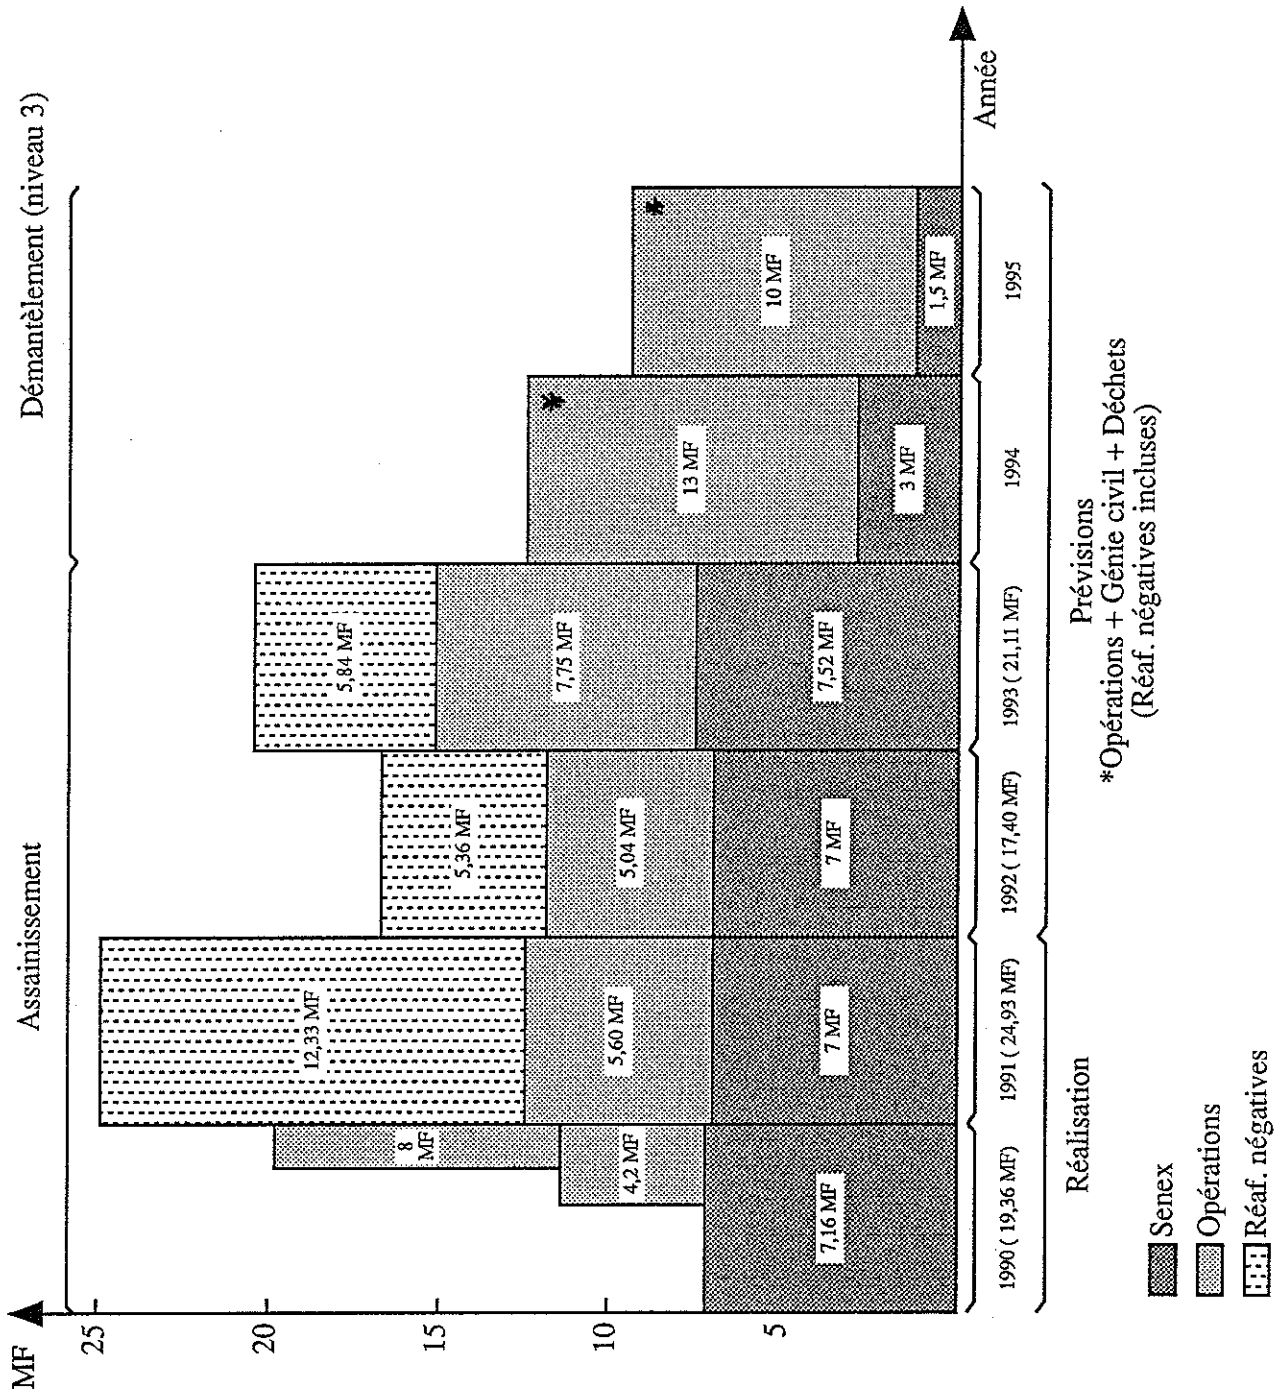 MF
Assainissement
Démantèlement (niveau 3)
25
20
15
10
5
8
MF
4,2 MF
7,16 MF
12,33 MF
5,60 MF
7 MF
5,36 MF
5,04 MF
7 MF
5,84 MF
7,75 MF
7,52 MF
*
13 MF
3 MF
*
10 MF
1,5 MF
Année
1990 ( 19,36 MF)
1991 ( 24,93 MF)
1992 ( 17,40 MF)
1993 ( 21,11 MF)
1994
1995
Réalisation
Prévisions
*Opérations + Génie civil + Déchets
(Réaf. négatives incluses)
Senex
Opérations
Réaf. négatives